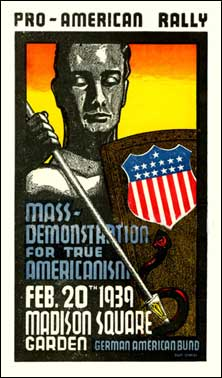 PRO-AMERICAN RALLY
MASS-
DEMONSTRATION
FOR TRUE
AMERICANISM
FEB. 20TH 1939
MADISON SQUARE
GARDEN GERMAN AMERICAN BUND